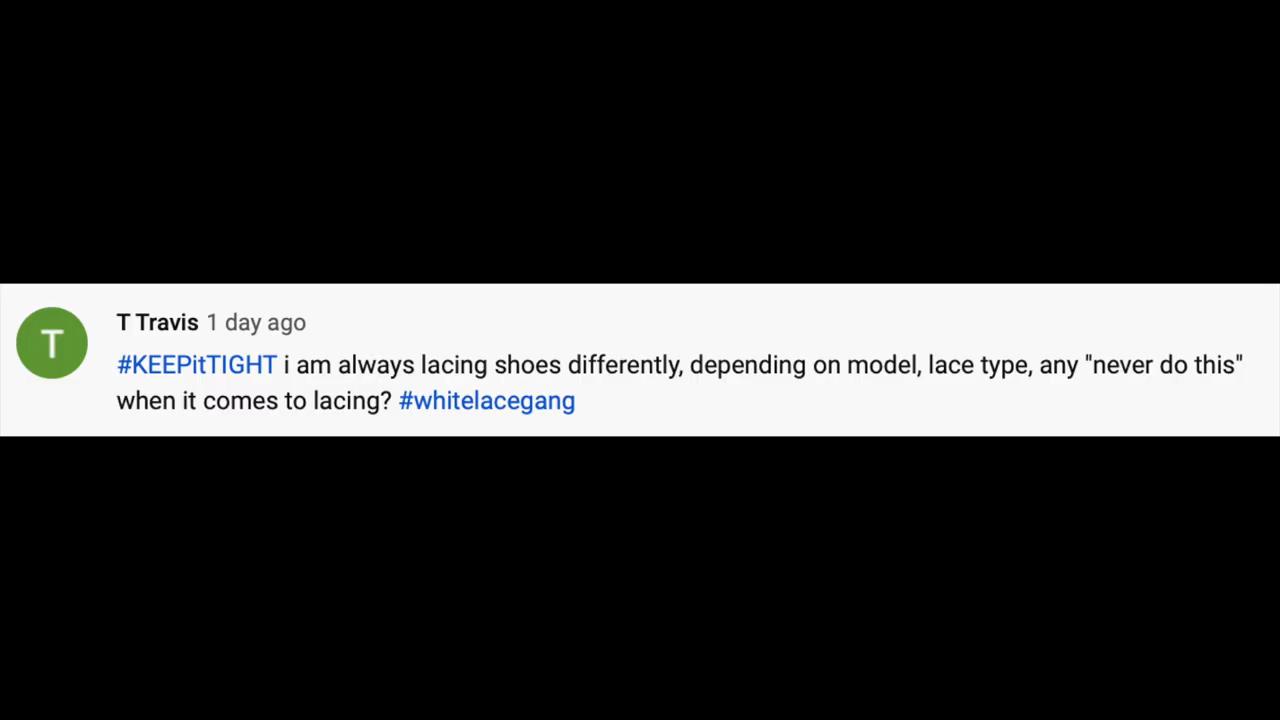 T
T Travis 1 day ago
#KEEPitTIGHT i am always lacing shoes differently, depending on model, lace type, any "never do this"
when it comes to lacing? #whitelacegang